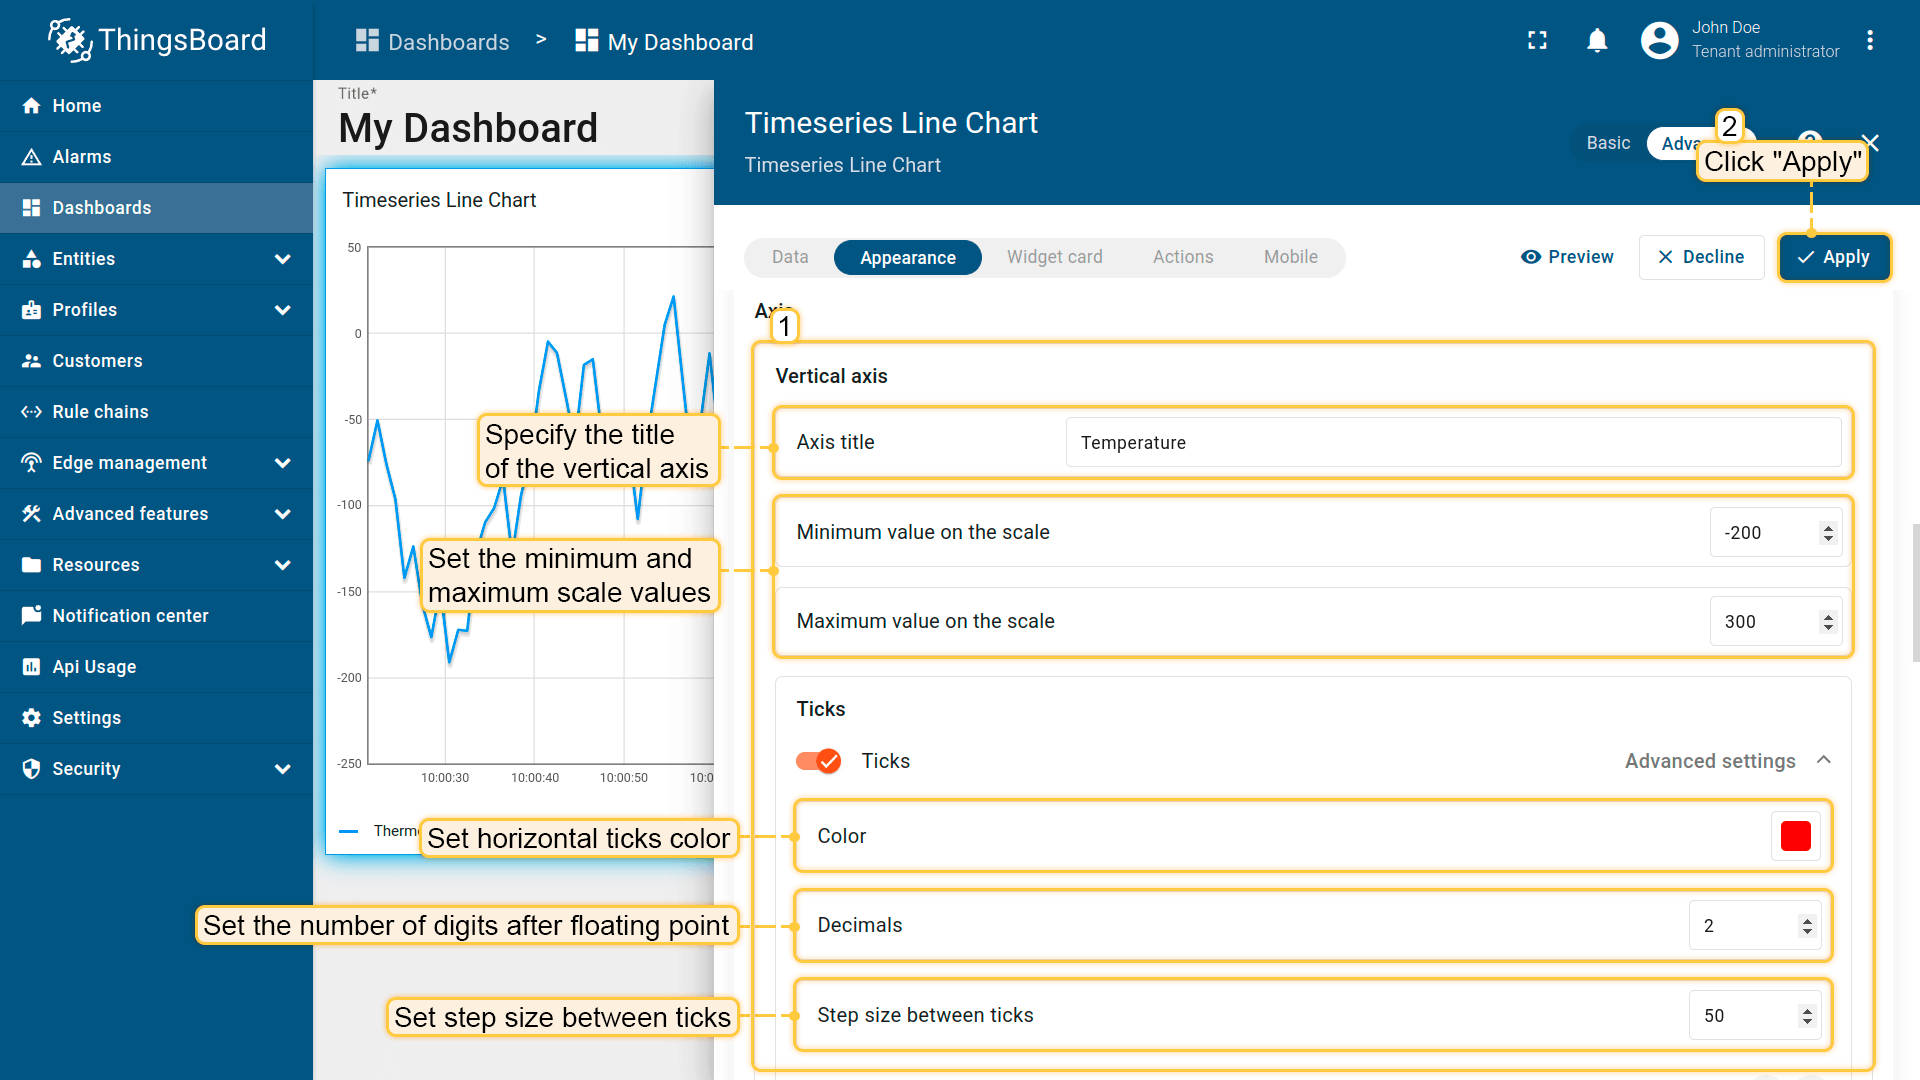 ThingsBoard
Dashboards > My Dashboard
John Doe
Tenant administrator
Home
Alarms
Dashboards
Entities
Profiles
Customers
Rule chains
Edge management
Advanced features
Resources
Notification center
Api Usage
Settings
Security
Title*
My Dashboard
Timeseries Line Chart
50
0
-50
-100
-150
-200
-250
10:00:30
10:00:40
10:00:50
Timeseries Line Chart
Timeseries Line Chart
Basic
2
Click "Apply"
Data
Appearance
Widget card
Actions
Mobile
Preview
Decline
Apply
1
Vertical axis
Specify the title
of the vertical axis
Axis title
Temperature
Set the minimum and
maximum scale values
Minimum value on the scale
-200
Maximum value on the scale
300
Ticks
Ticks
Advanced settings
Set horizontal ticks color
Color
Set the number of digits after floating point
Decimals
2
Set step size between ticks
Step size between ticks
50